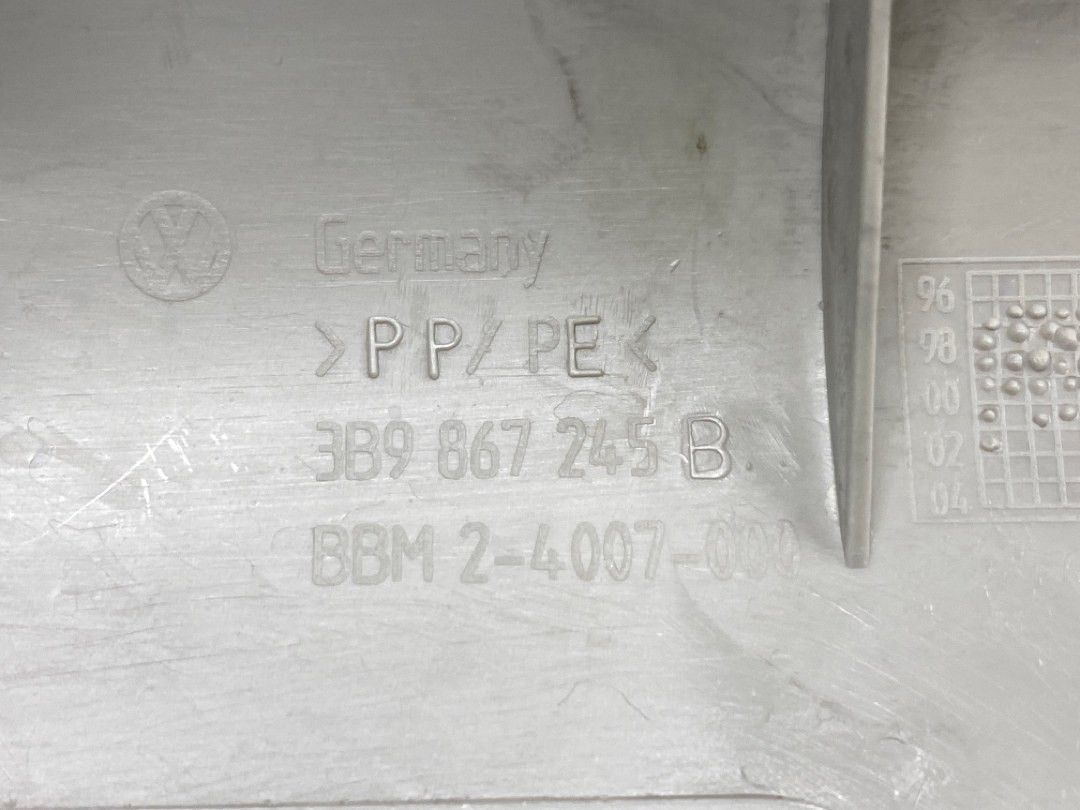 Germany
>PP/PE<
3B9 867 245 B
BBM 2-4007-000
96
98
00
02
04